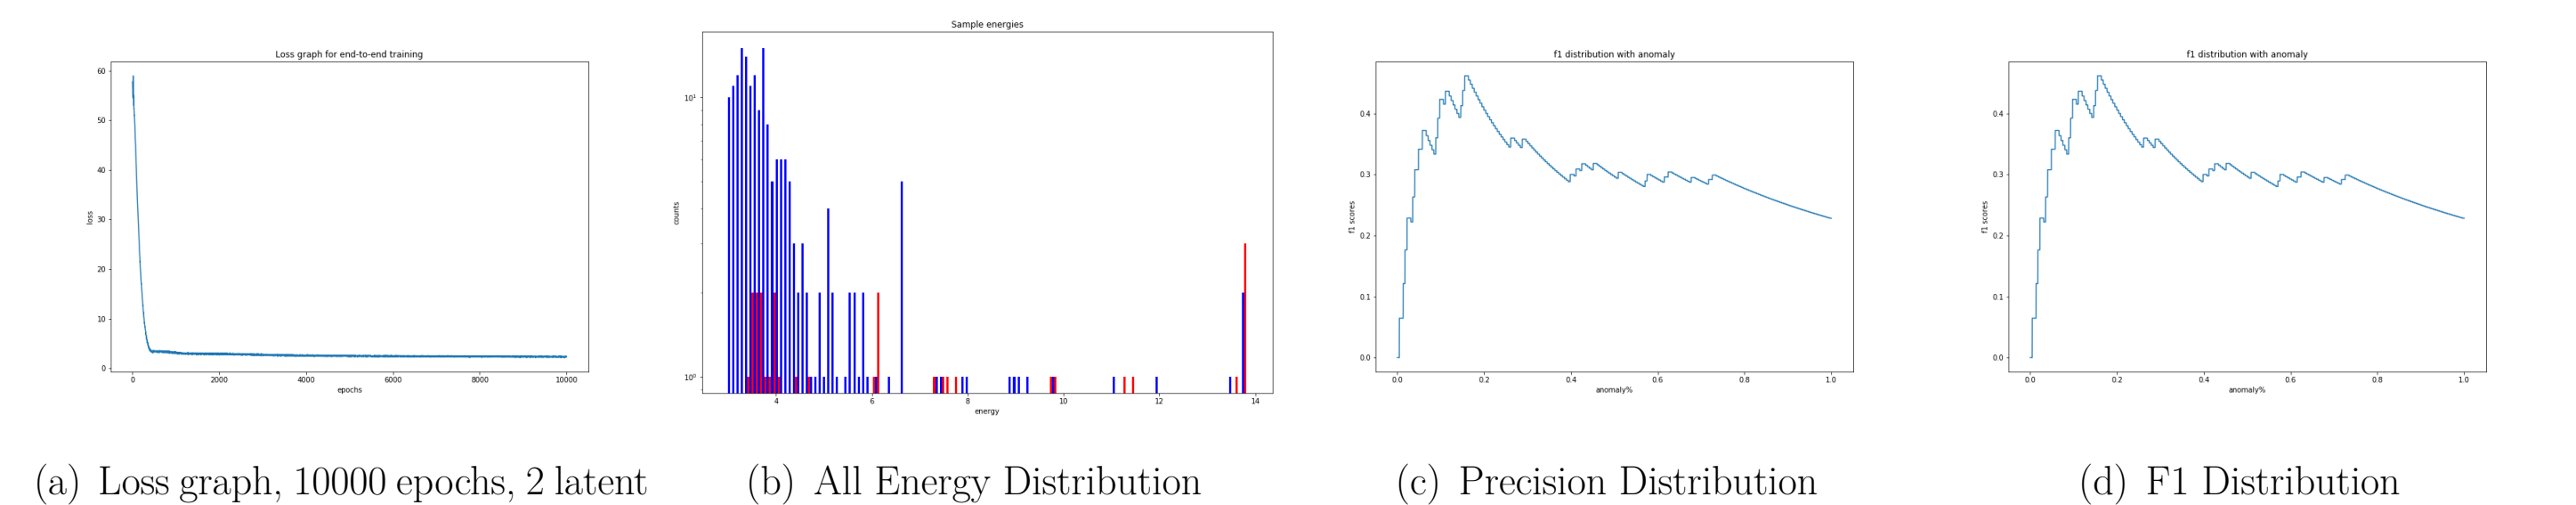 Loss graph for end-to-end training
60
50
40
30
20
10
0
loss
0 2000 4000 6000 8000 10000
epochs
Sample energies
10¹
10⁰
counts
4 6 8 10 12 14
energy
f1 distribution with anomaly
0.4
0.3
0.2
0.1
0.0
f1 scores
0.0 0.2 0.4 0.6 0.8 1.0
anomaly%
f1 distribution with anomaly
0.4
0.3
0.2
0.1
0.0
f1 scores
0.0 0.2 0.4 0.6 0.8 1.0
anomaly%
(a) Loss graph, 10000 epochs, 2 latent
(b) All Energy Distribution
(c) Precision Distribution
(d) F1 Distribution